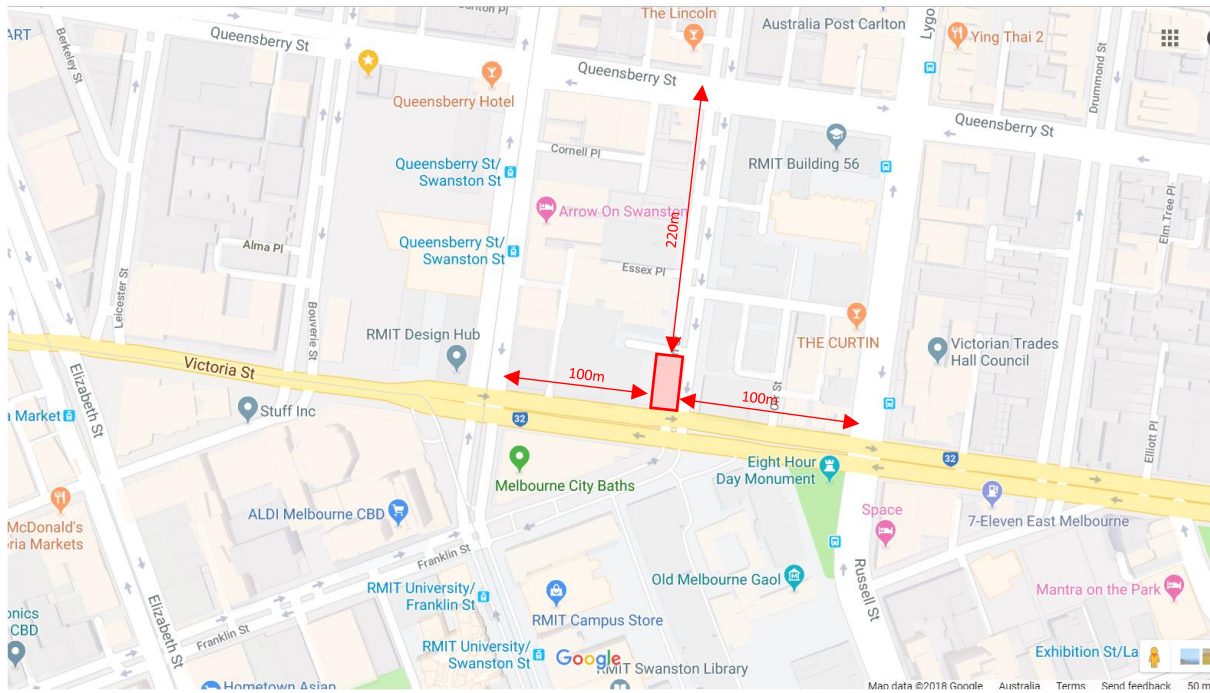 ART
Berkeley St
Queensberry St
Queensberry Hotel
The Lincoln
Queensberry St
Australia Post Carlton
Ying Thai 2
Drummond St
Queensberry St
Cornell Pl
Queensberry St/
Swanston St
RMIT Building 56
Arrow On Swanston
220m
Elm Tree Pl
Alma Pl
Queensberry St/
Swanston St
Essex Pl
Leicester St
Bouverie St
RMIT Design Hub
THE CURTIN
Victorian Trades
Hall Council
Victoria St
100m
100m
Elizabeth St
Market
Stuff Inc
32
32
Elliott Pl
Melbourne City Baths
Eight Hour
Day Monument
7-Eleven East Melbourne
Space
McDonald's
ria Markets
ALDI Melbourne CBD
Franklin St
Old Melbourne Gaol
Russell St
Mantra on the Park
RMIT University/
Franklin St
RMIT Campus Store
Elizabeth St
Franklin St
onics
CBD
RMIT University/
Swanston St
Google
RMIT Swanston Library
Exhibition St/La
Hometown Asian
Map data ©2018 Google Australia Terms Send feedback 50 m